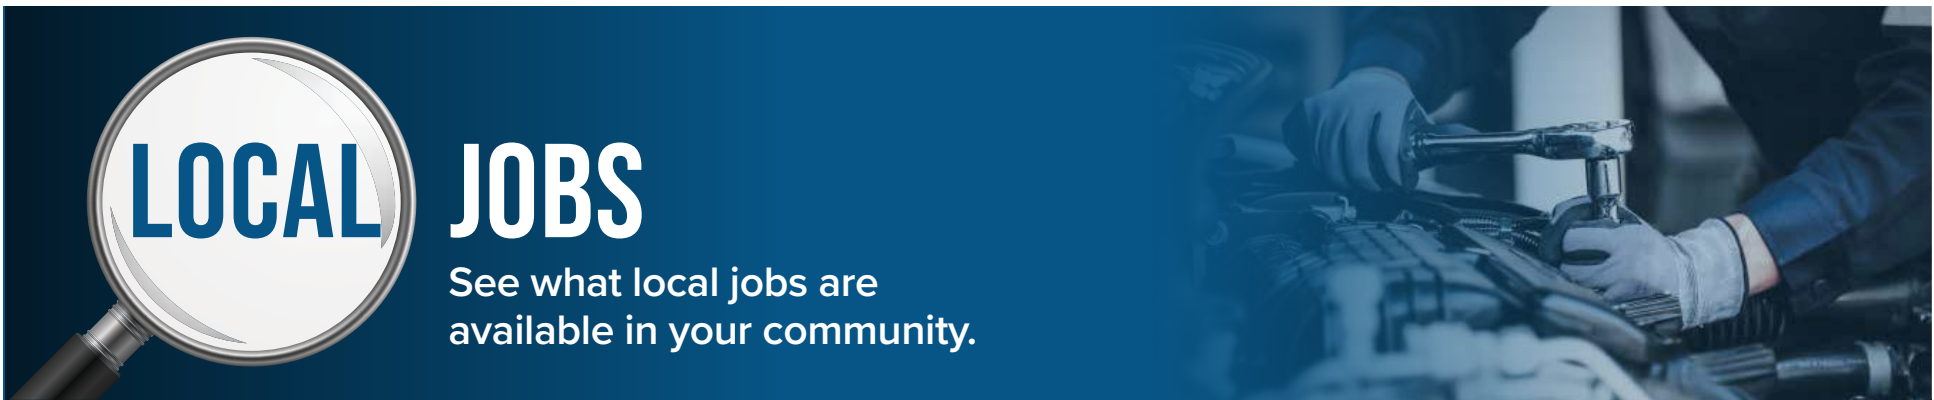 LOCAL JOBS
See what local jobs are
available in your community.